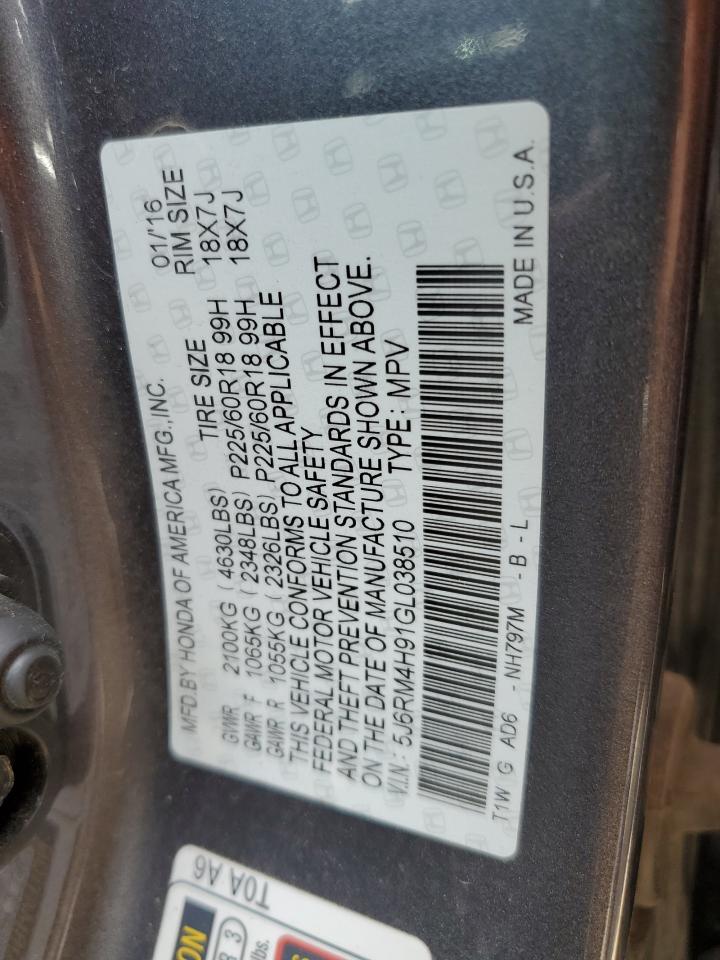 MFD.BY HONDA OF AMERICA MFG.,INC. 01/'16
TIRE SIZE RIM SIZE
GVWR 2100KG ( 4630LBS)
GAWR F 1065KG ( 2348LBS) P225/60R18 99H 18X7J
GAWR R 1055KG ( 2326LBS) P225/60R18 99H 18X7J
THIS VEHICLE CONFORMS TO ALL APPLICABLE
FEDERAL MOTOR VEHICLE SAFETY
AND THEFT PREVENTION STANDARDS IN EFFECT
ON THE DATE OF MANUFACTURE SHOWN ABOVE.
V.I.N.: 5J6RM4H91GL038510 TYPE: MPV
T1W G AD6 - NH797M - B - L
MADE IN U.S.A.
T0A A6
NO
R 3
lbs.